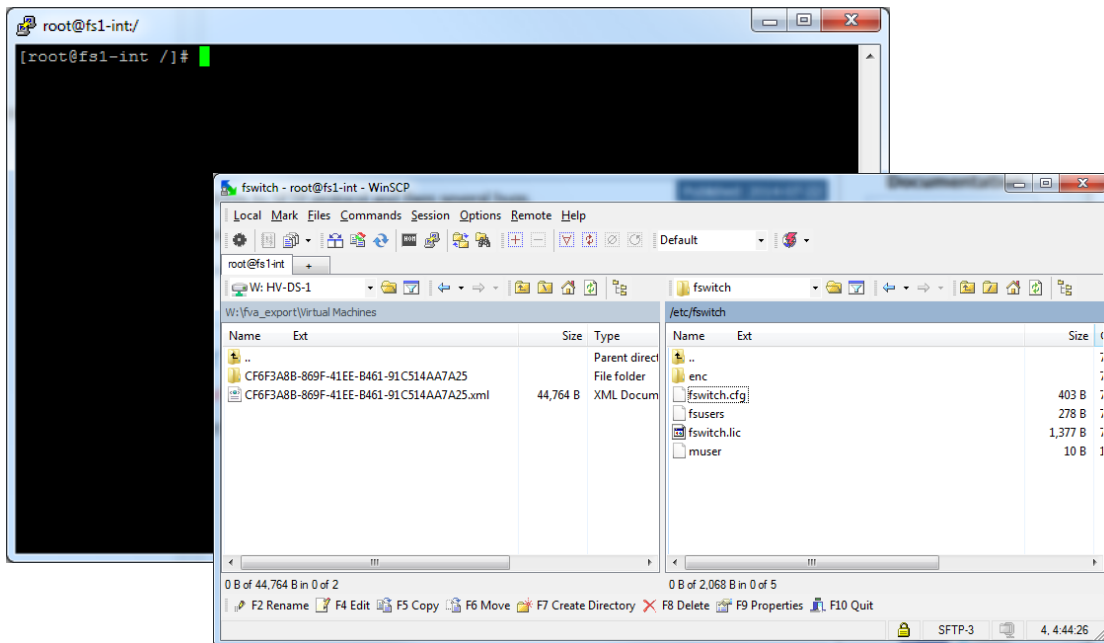 root@fs1-int:/
[root@fs1-int /]#
fswitch - root@fs1-int - WinSCP
Local Mark Files Commands Session Options Remote Help
Default
root@fs1-int +
W: HV-DS-1
fswitch
W:\fva_export\Virtual Machines
/etc/fswitch
Name Ext Size Type
Name Ext Size
.. Parent direct
CF6F3A8B-869F-41EE-B461-91C514AA7A25 File folder
CF6F3A8B-869F-41EE-B461-91C514AA7A25.xml 44,764 B XML Docum
..
enc
fswitch.cfg 403 B
fsusers 278 B
fswitch.lic 1,377 B
muser 10 B
0 B of 44,764 B in 0 of 2
0 B of 2,068 B in 0 of 5
F2 Rename F4 Edit F5 Copy F6 Move F7 Create Directory F8 Delete F9 Properties F10 Quit
SFTP-3 4, 4:44:26